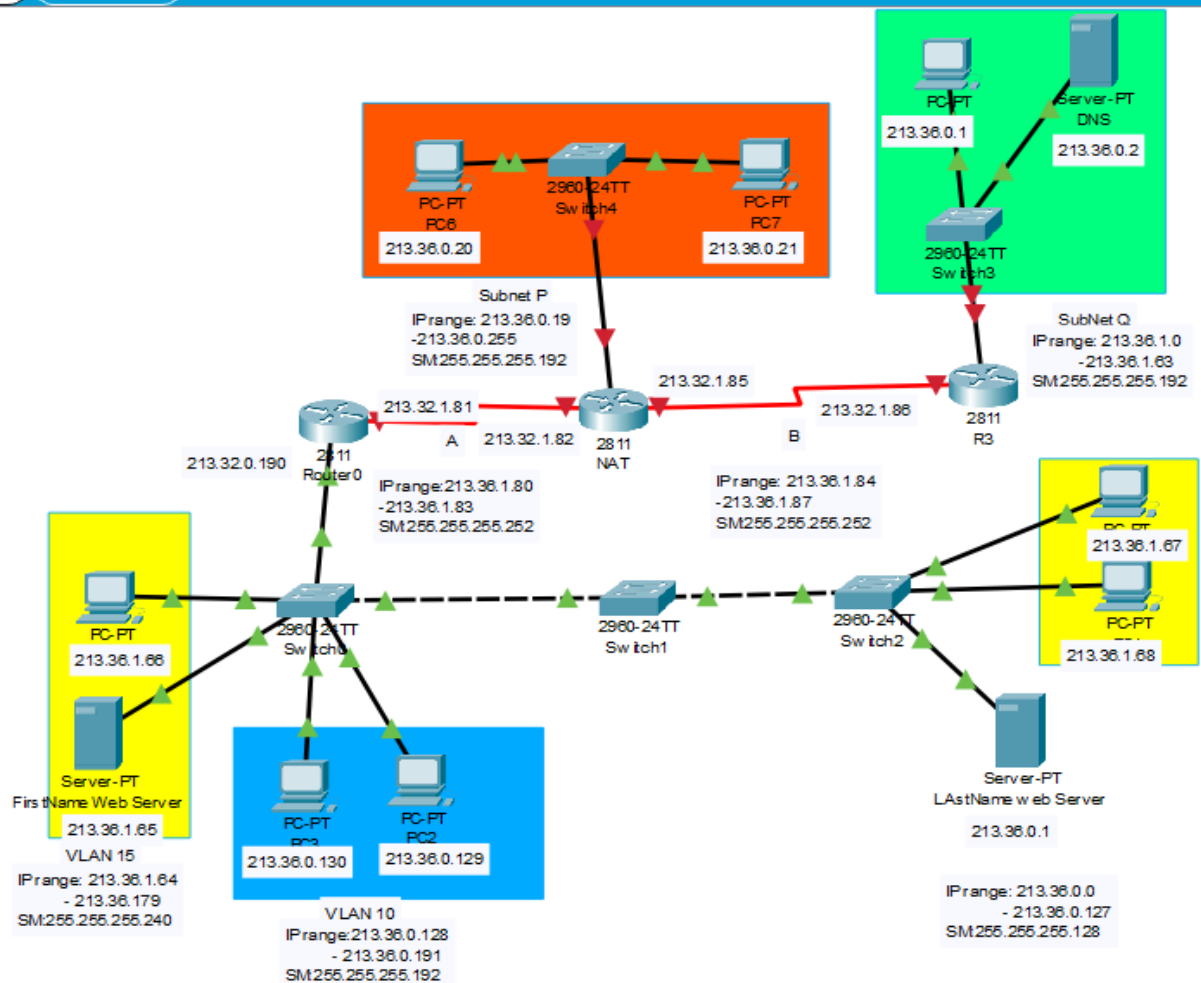 PC-PT
213.36.0.1
Server-PT
DNS
213.36.0.2
2960-24TT
Switch3
PC-PT
PC6
213.36.0.20
2960-24TT
Switch4
PC-PT
PC7
213.36.0.21
Subnet P
IPrange: 213.36.0.19
-213.36.0.255
SM:255.255.255.192
SubNet Q
IPrange: 213.36.1.0
-213.36.1.63
SM:255.255.255.192
213.32.1.81
213.32.1.82
A
213.32.1.85
213.32.1.86
B
2811
NAT
2811
R3
2811
Router0
213.32.0.190
IPrange:213.36.1.80
-213.36.1.83
SM:255.255.255.252
IPrange: 213.36.1.84
-213.36.1.87
SM:255.255.255.252
PC-PT
213.36.1.67
PC-PT
213.36.1.68
PC-PT
213.36.1.66
2960-24TT
Switch0
2960-24TT
Switch1
2960-24TT
Switch2
Server-PT
FirstName Web Server
213.36.1.65
VLAN 15
IPrange: 213.36.1.64
- 213.36.179
SM:255.255.255.240
PC-PT
PC3
213.36.0.130
PC-PT
PC2
213.36.0.129
VLAN 10
IPrange:213.36.0.128
- 213.36.0.191
SM:255.255.255.192
Server-PT
LAstName web Server
213.36.0.1
IPrange: 213.36.0.0
- 213.36.0.127
SM:255.255.255.128